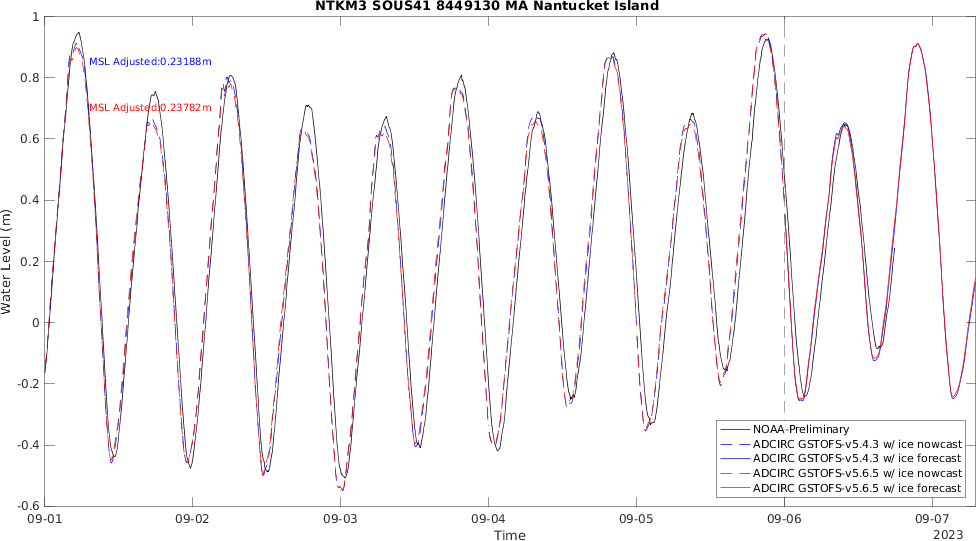 NTKM3 SOUS41 8449130 MA Nantucket Island
1
MSL Adjusted:0.23188m
0.8
MSL Adjusted:0.23782m
0.6
0.4
0.2
0
-0.2
-0.4
-0.6
Water Level (m)
NOAA-Preliminary
ADCIRC GSTOFS-v5.4.3 w/ ice nowcast
ADCIRC GSTOFS-v5.4.3 w/ ice forecast
ADCIRC GSTOFS-v5.6.5 w/ ice nowcast
ADCIRC GSTOFS-v5.6.5 w/ ice forecast
09-01 09-02 09-03 09-04 09-05 09-06 09-07
Time
2023